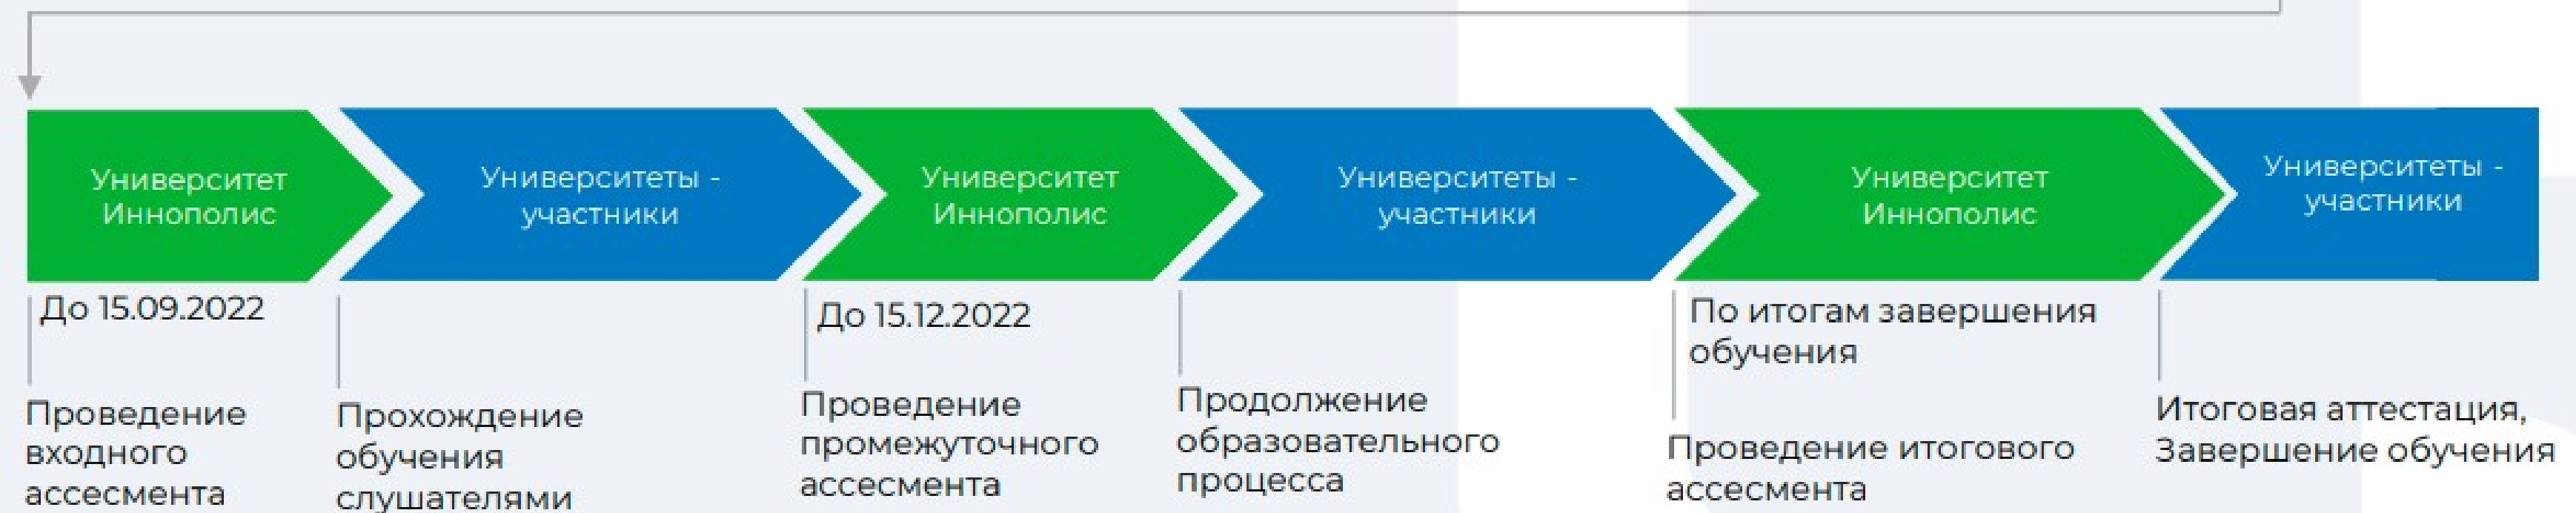 Университет
Иннополис
Университеты -
участники
Университет
Иннополис
Университеты -
участники
Университет
Иннополис
Университеты -
участники
До 15.09.2022
Проведение
входного
ассесмента
Прохождение
обучения
слушателями
До 15.12.2022
Проведение
промежуточного
ассесмента
Продолжение
образовательного
процесса
По итогам завершения
обучения
Проведение итогового
ассесмента
Итоговая аттестация,
Завершение обучения